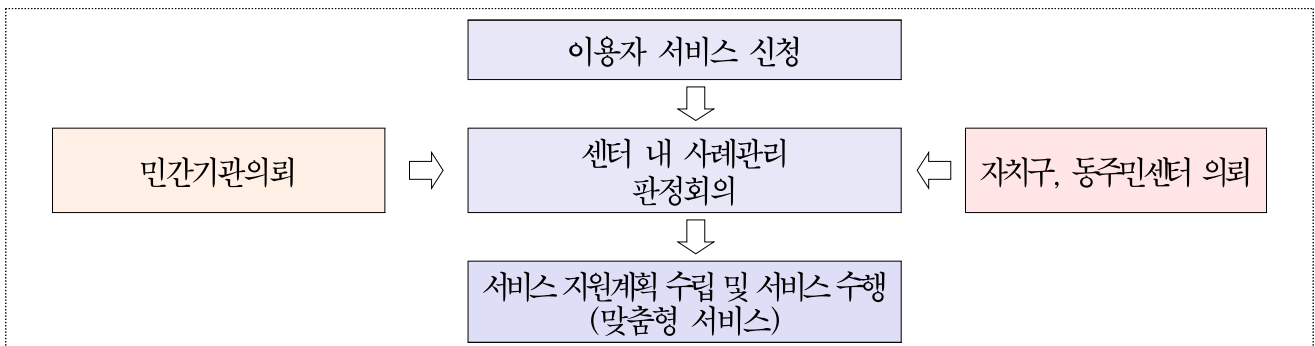 이용자 서비스 신청
민간기관의뢰
센터 내 사례관리
판정회의
자치구, 동주민센터 의뢰
서비스 지원계획 수립 및 서비스 수행
(맞춤형 서비스)